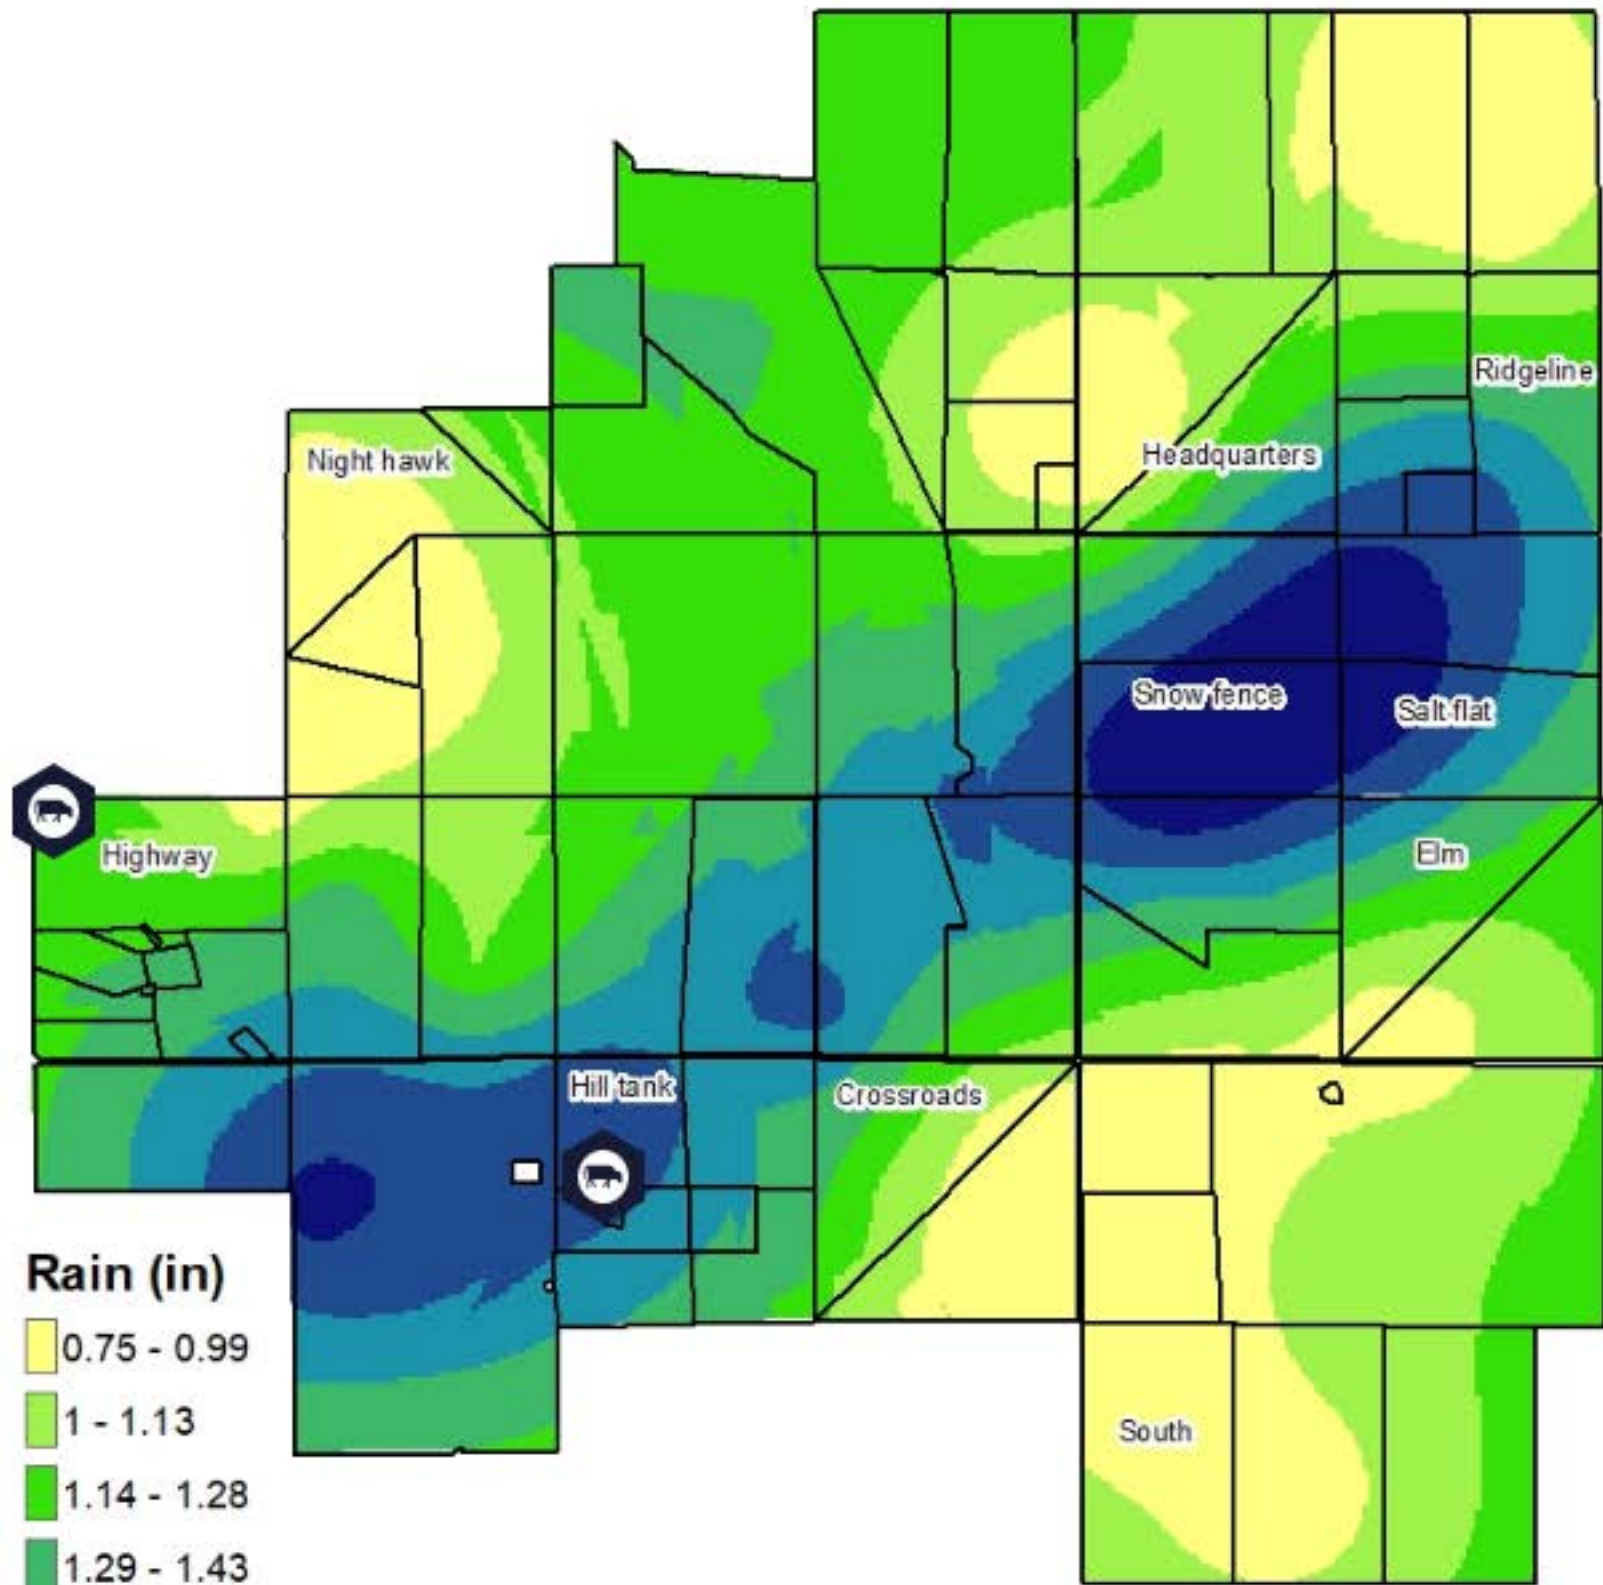 Ridgeline
Night hawk
Headquarters
Snow fence
Salt flat
Highway
Elm
Hill tank
Crossroads
Rain (in)
0.75 - 0.99
1 - 1.13
1.14 - 1.28
1.29 - 1.43
South